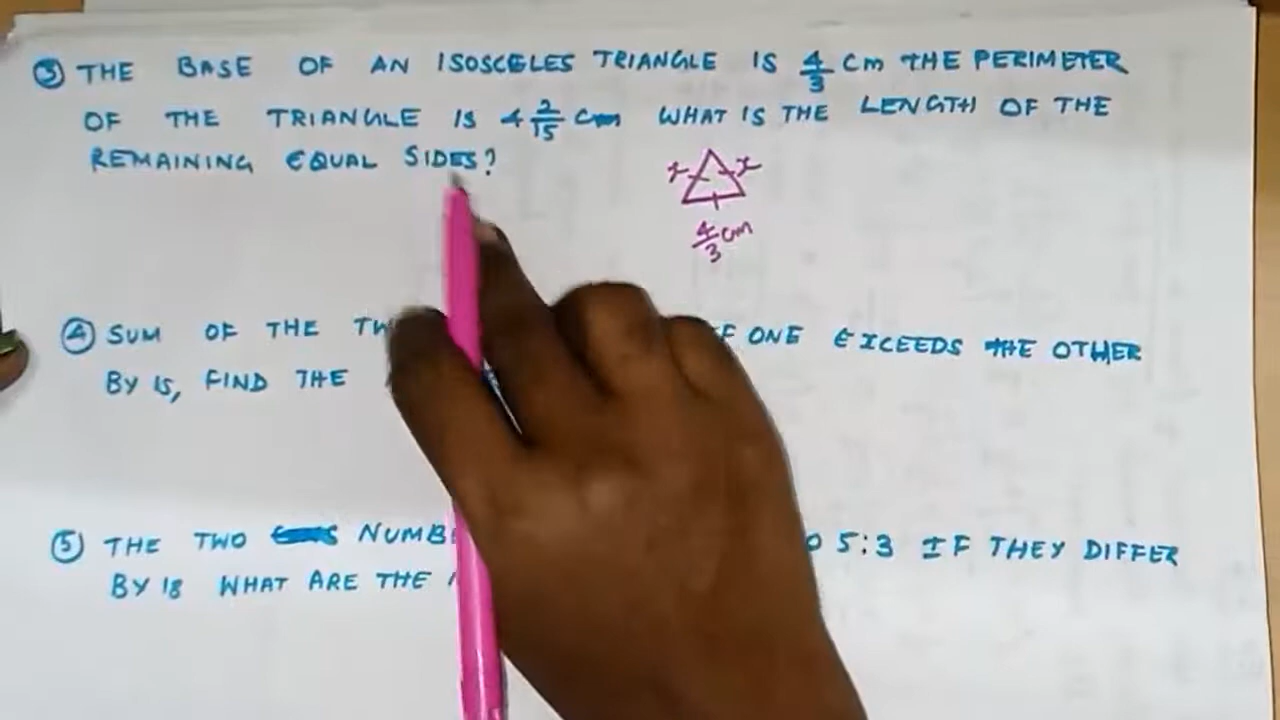 ③ THE BASE OF AN ISOSCELES TRIANGLE IS 4/3 cm THE PERIMETER
OF THE TRIANGLE IS 4 2/15 cm WHAT IS THE LENGTH OF THE
REMAINING EQUAL SIDES?
x x
4/3 cm
④ SUM OF THE ONE EXCEEDS THE OTHER
BY 15, FIND THE
⑤ THE TWO 5:3 IF THEY DIFFER
BY 18 WHAT ARE THE